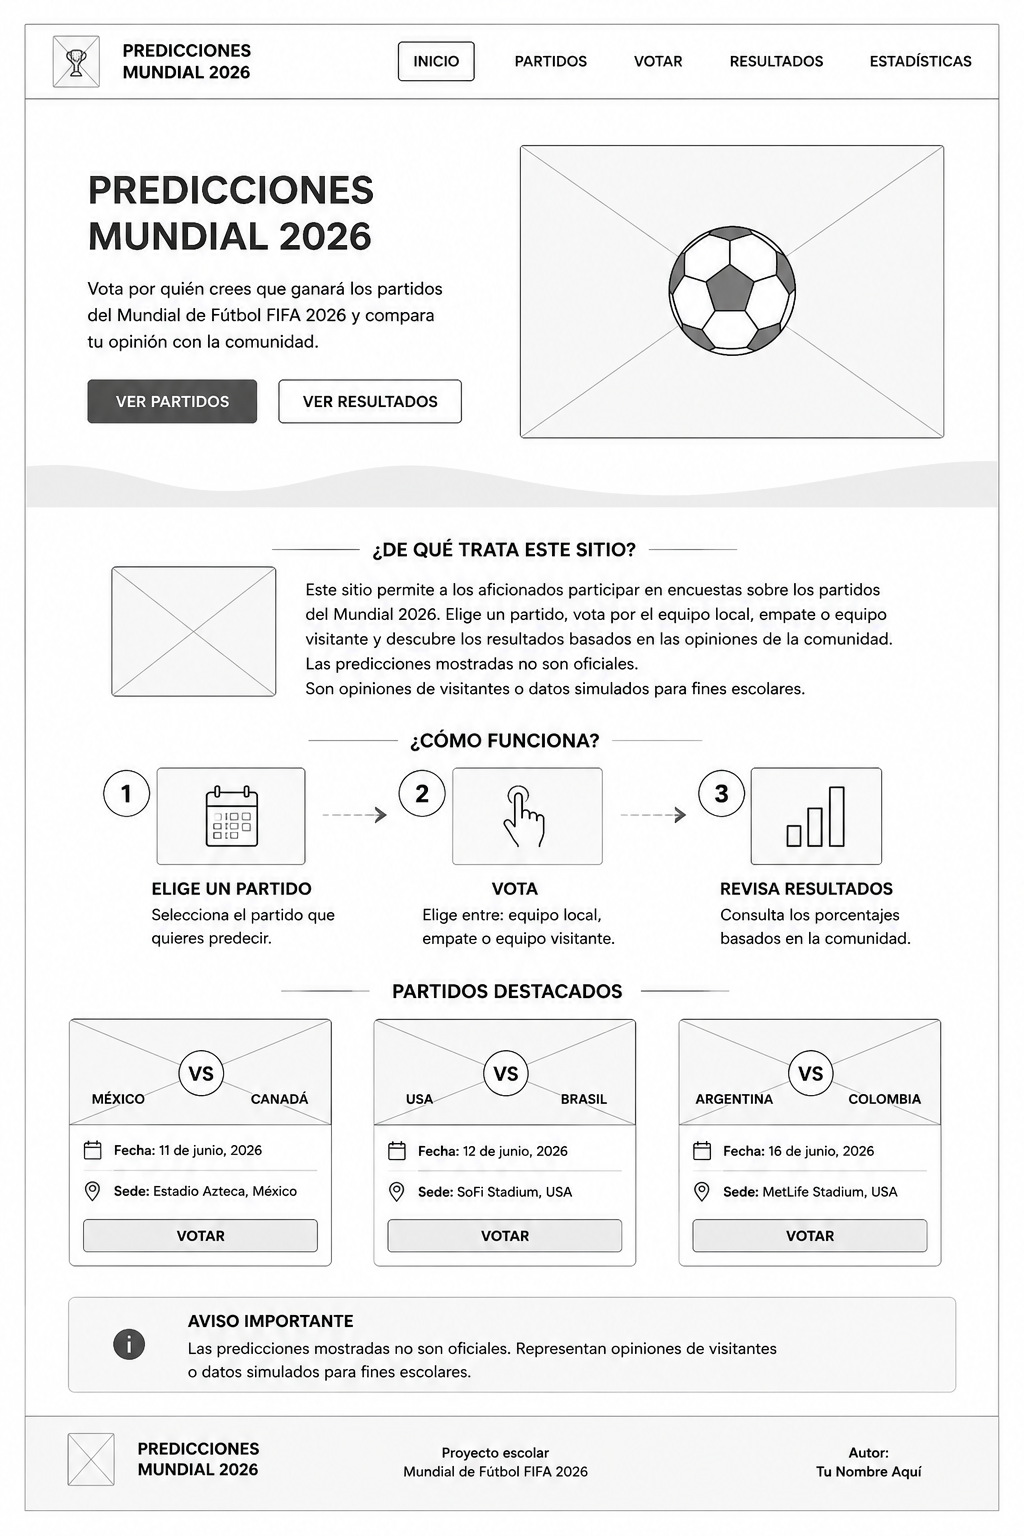 PREDICCIONES
MUNDIAL 2026
INICIO
PARTIDOS
VOTAR
RESULTADOS
ESTADÍSTICAS
PREDICCIONES
MUNDIAL 2026
Vota por quién crees que ganará los partidos
del Mundial de Fútbol FIFA 2026 y compara
tu opinión con la comunidad.
VER PARTIDOS
VER RESULTADOS
¿DE QUÉ TRATA ESTE SITIO?
Este sitio permite a los aficionados participar en encuestas sobre los partidos
del Mundial 2026. Elige un partido, vota por el equipo local, empate o equipo
visitante y descubre los resultados basados en las opiniones de la comunidad.
Las predicciones mostradas no son oficiales.
Son opiniones de visitantes o datos simulados para fines escolares.
¿CÓMO FUNCIONA?
1
ELIGE UN PARTIDO
Selecciona el partido que
quieres predecir.
2
VOTA
Elige entre: equipo local,
empate o equipo visitante.
3
REVISA RESULTADOS
Consulta los porcentajes
basados en la comunidad.
PARTIDOS DESTACADOS
VS
MÉXICO
CANADÁ
Fecha: 11 de junio, 2026
Sede: Estadio Azteca, México
VOTAR
VS
USA
BRASIL
Fecha: 12 de junio, 2026
Sede: SoFi Stadium, USA
VOTAR
VS
ARGENTINA
COLOMBIA
Fecha: 16 de junio, 2026
Sede: MetLife Stadium, USA
VOTAR
i
AVISO IMPORTANTE
Las predicciones mostradas no son oficiales. Representan opiniones de visitantes
o datos simulados para fines escolares.
PREDICCIONES
MUNDIAL 2026
Proyecto escolar
Mundial de Fútbol FIFA 2026
Autor:
Tu Nombre Aquí